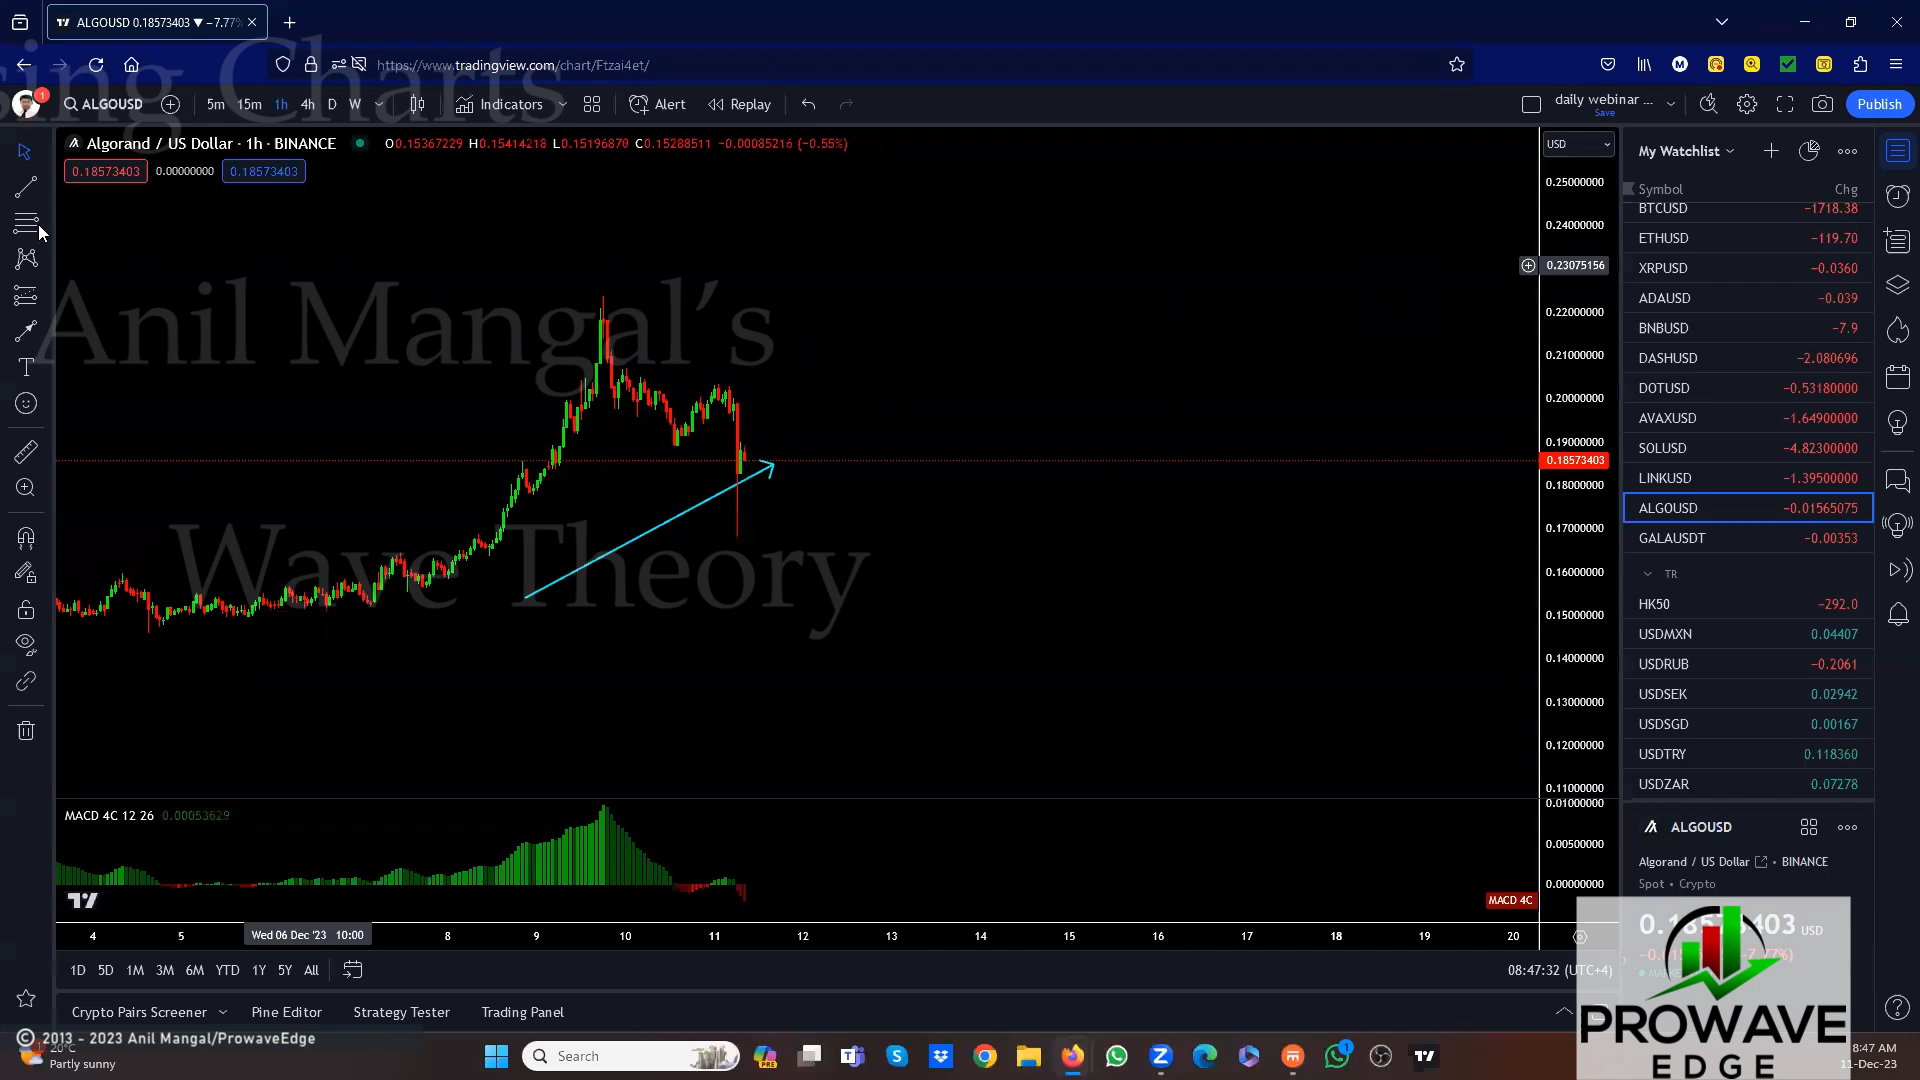 ALGOUSD 0.18573403 ▼ −7.77%
https://www.tradingview.com/chart/Ftzai4et/
sing Charts
1
ALGOUSD 5m 15m 1h 4h D W Indicators Alert Replay daily webinar ... Save Publish
Algorand / US Dollar · 1h · BINANCE O0.15367229 H0.15414218 L0.15196870 C0.15288511 −0.00085216 (−0.55%)
0.18573403 0.00000000 0.18573403
USD
0.25000000
0.24000000
0.23075156
0.22000000
0.21000000
0.20000000
0.19000000
0.18573403
0.18000000
0.17000000
0.16000000
0.15000000
0.14000000
0.13000000
0.12000000
0.11000000
Anil Mangal’s
Wave Theory
MACD 4C 12 26 0.00053629
0.01000000
0.00500000
0.00000000
MACD 4C
4 5 Wed 06 Dec '23 10:00 8 9 10 11 12 13 14 15 16 17 18 19 20
1D 5D 1M 3M 6M YTD 1Y 5Y All
08:47:32 (UTC+4)
Crypto Pairs Screener Pine Editor Strategy Tester Trading Panel
My Watchlist
Symbol Chg
BTCUSD −1718.38
ETHUSD −119.70
XRPUSD −0.0360
ADAUSD −0.039
BNBUSD −7.9
DASHUSD −2.080696
DOTUSD −0.53180000
AVAXUSD −1.64900000
SOLUSD −4.82300000
LINKUSD −1.39500000
ALGOUSD −0.01565075
GALAUSDT −0.00353
TR
HK50 −292.0
USDMXN 0.04407
USDRUB −0.2061
USDSEK 0.02942
USDSGD 0.00167
USDTRY 0.118360
USDZAR 0.07278
ALGOUSD
Algorand / US Dollar • BINANCE
Spot • Crypto
0.18573403 USD
PROWAVE
EDGE
© 2013 - 2023 Anil Mangal/ProwaveEdge
20°C
Partly sunny
Search
8:47 AM
11-Dec-23